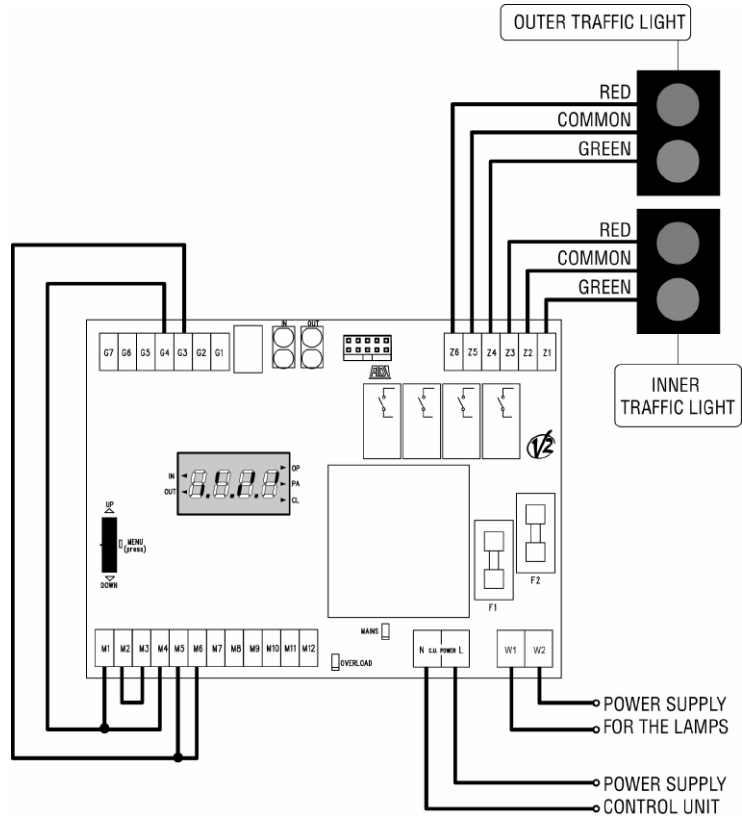 OUTER TRAFFIC LIGHT
RED
COMMON
GREEN
RED
COMMON
GREEN
INNER
TRAFFIC LIGHT
G7 G6 G5 G4 G3 G2 G1
IN OUT
Z6 Z5 Z4 Z3 Z2 Z1
V2
IN
OUT
OP
PA
CL
UP
MENU
(press)
DOWN
F1
F2
MAINS
OVERLOAD
M1 M2 M3 M4 M5 M6 M7 M8 M9 M10 M11 M12
N C.U. POWER L
W1 W2
POWER SUPPLY
FOR THE LAMPS
POWER SUPPLY
CONTROL UNIT